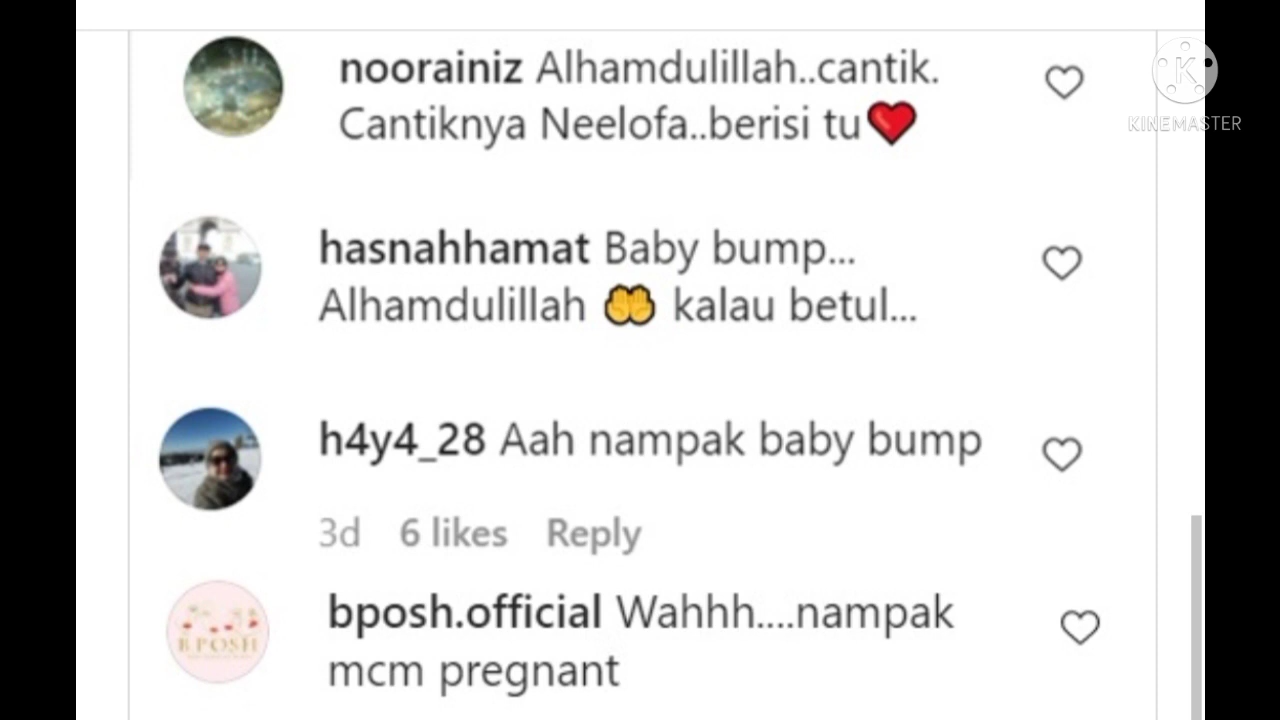 noorainiz Alhamdulillah..cantik.
Cantiknya Neelofa..berisi tu❤️
K
KINEMASTER
hasnahhamat Baby bump...
Alhamdulillah 🤲 kalau betul...
h4y4_28 Aah nampak baby bump
3d 6 likes Reply
B POSH
bposh.official Wahhh....nampak
mcm pregnant